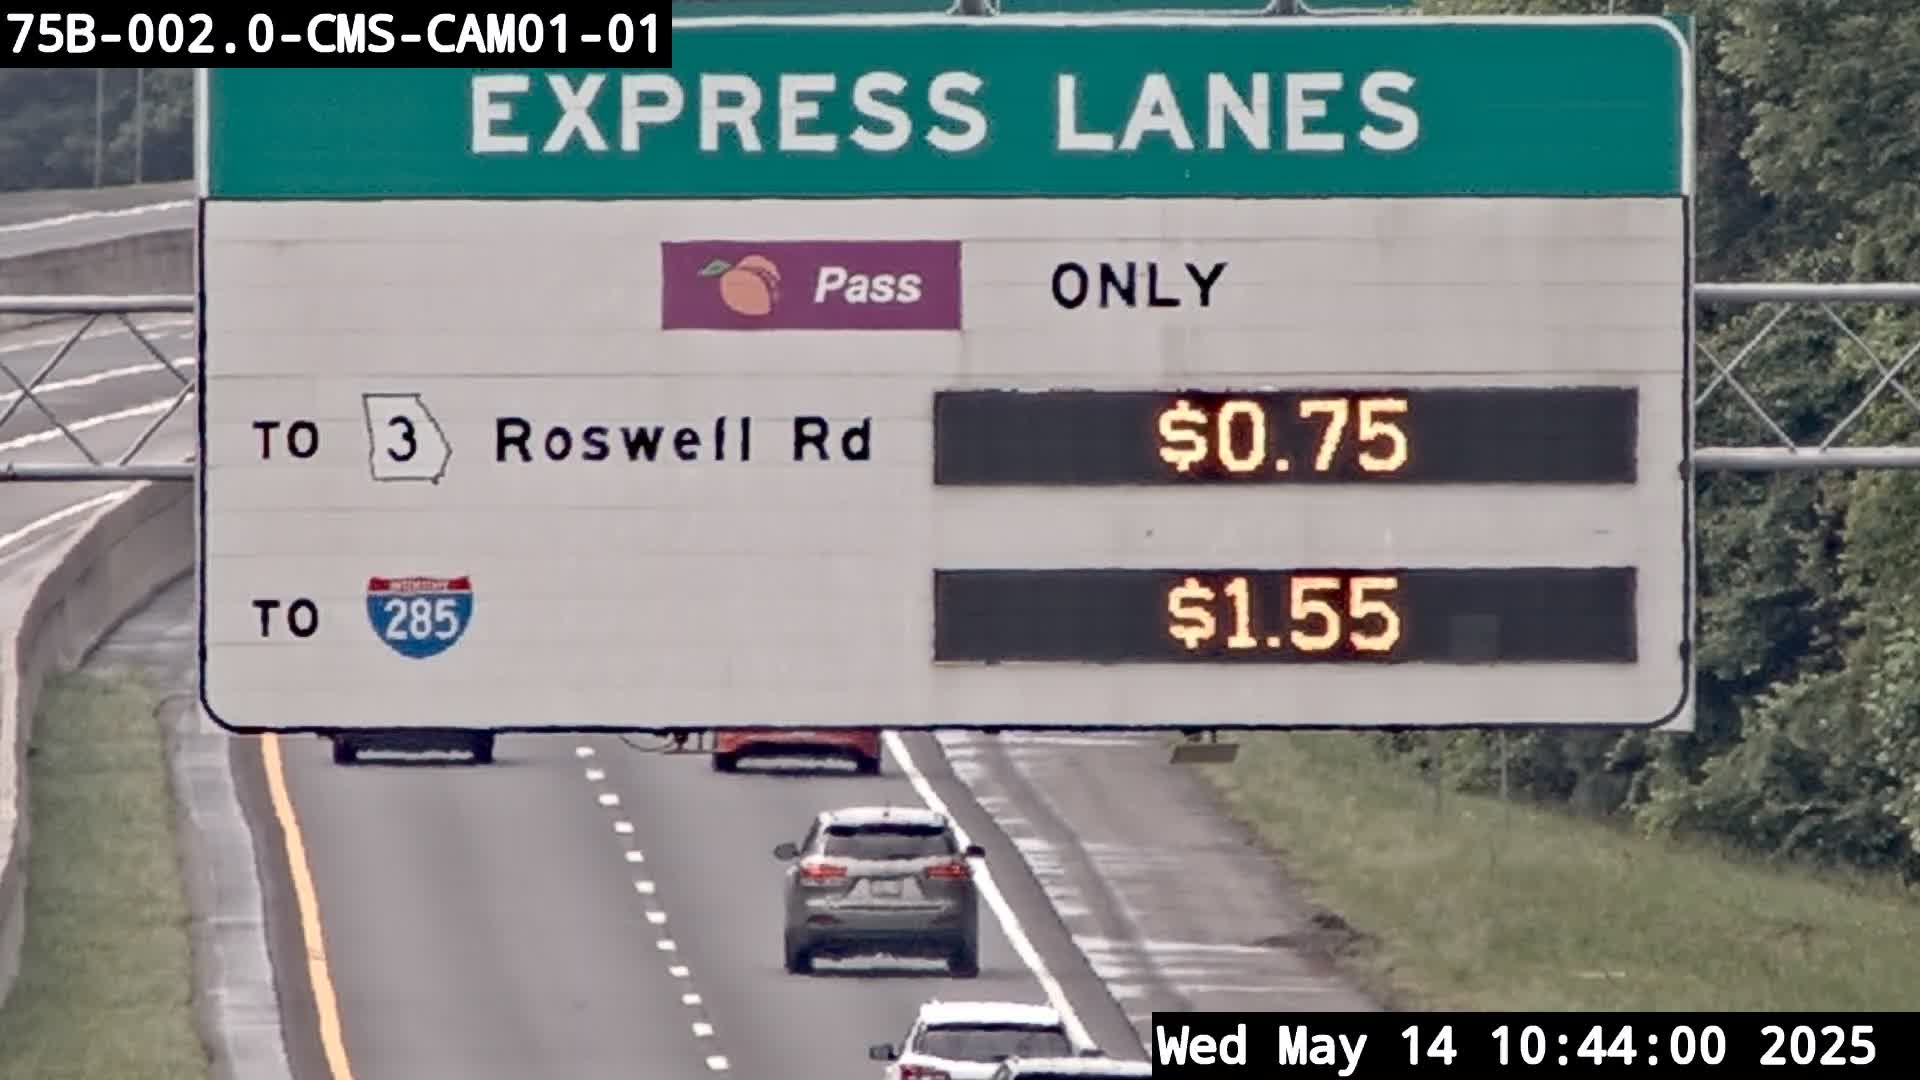 75B-002.0-CMS-CAM01-01
EXPRESS LANES
Pass ONLY
TO 3 Roswell Rd $0.75
INTERSTATE
TO 285 $1.55
Wed May 14 10:44:00 2025